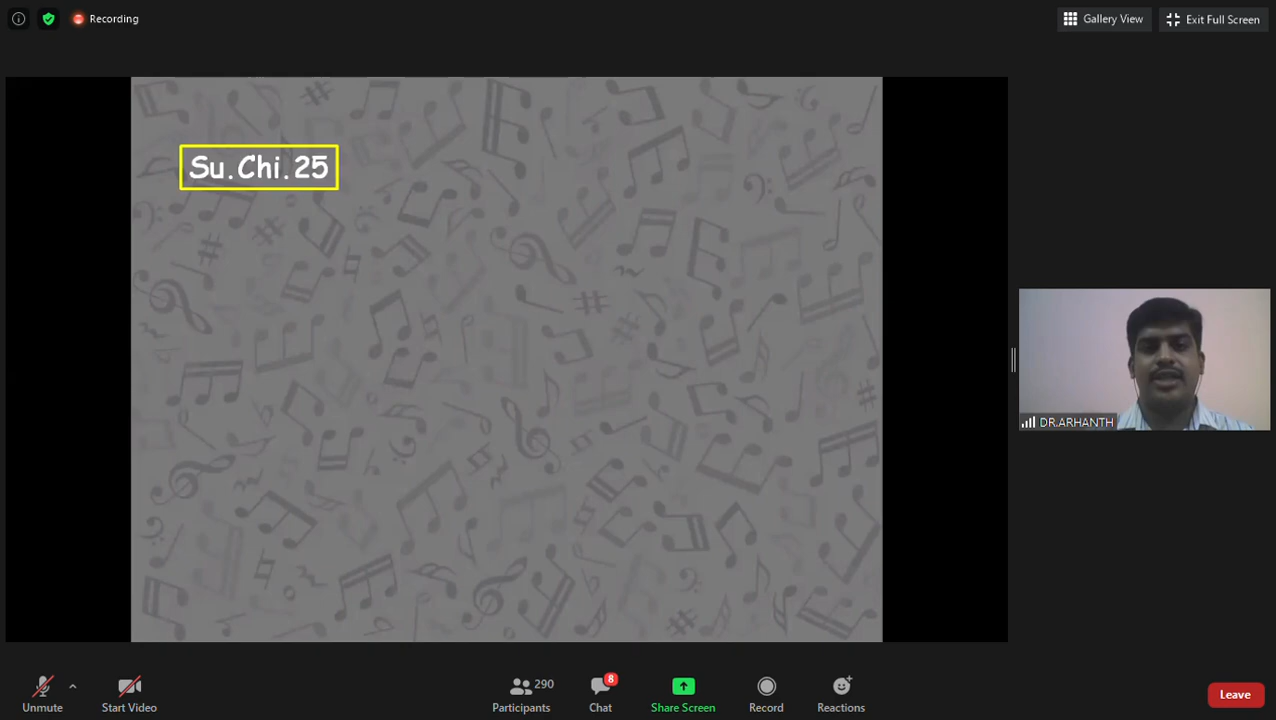 Recording
Gallery View
Exit Full Screen
Su.Chi.25
DR.ARHANTH
Unmute
Start Video
Participants
290
Chat
8
Share Screen
Record
Reactions
Leave